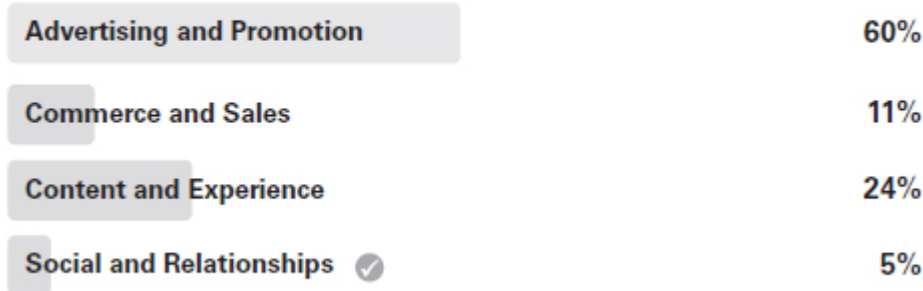 Advertising and Promotion 60%
Commerce and Sales 11%
Content and Experience 24%
Social and Relationships 5%